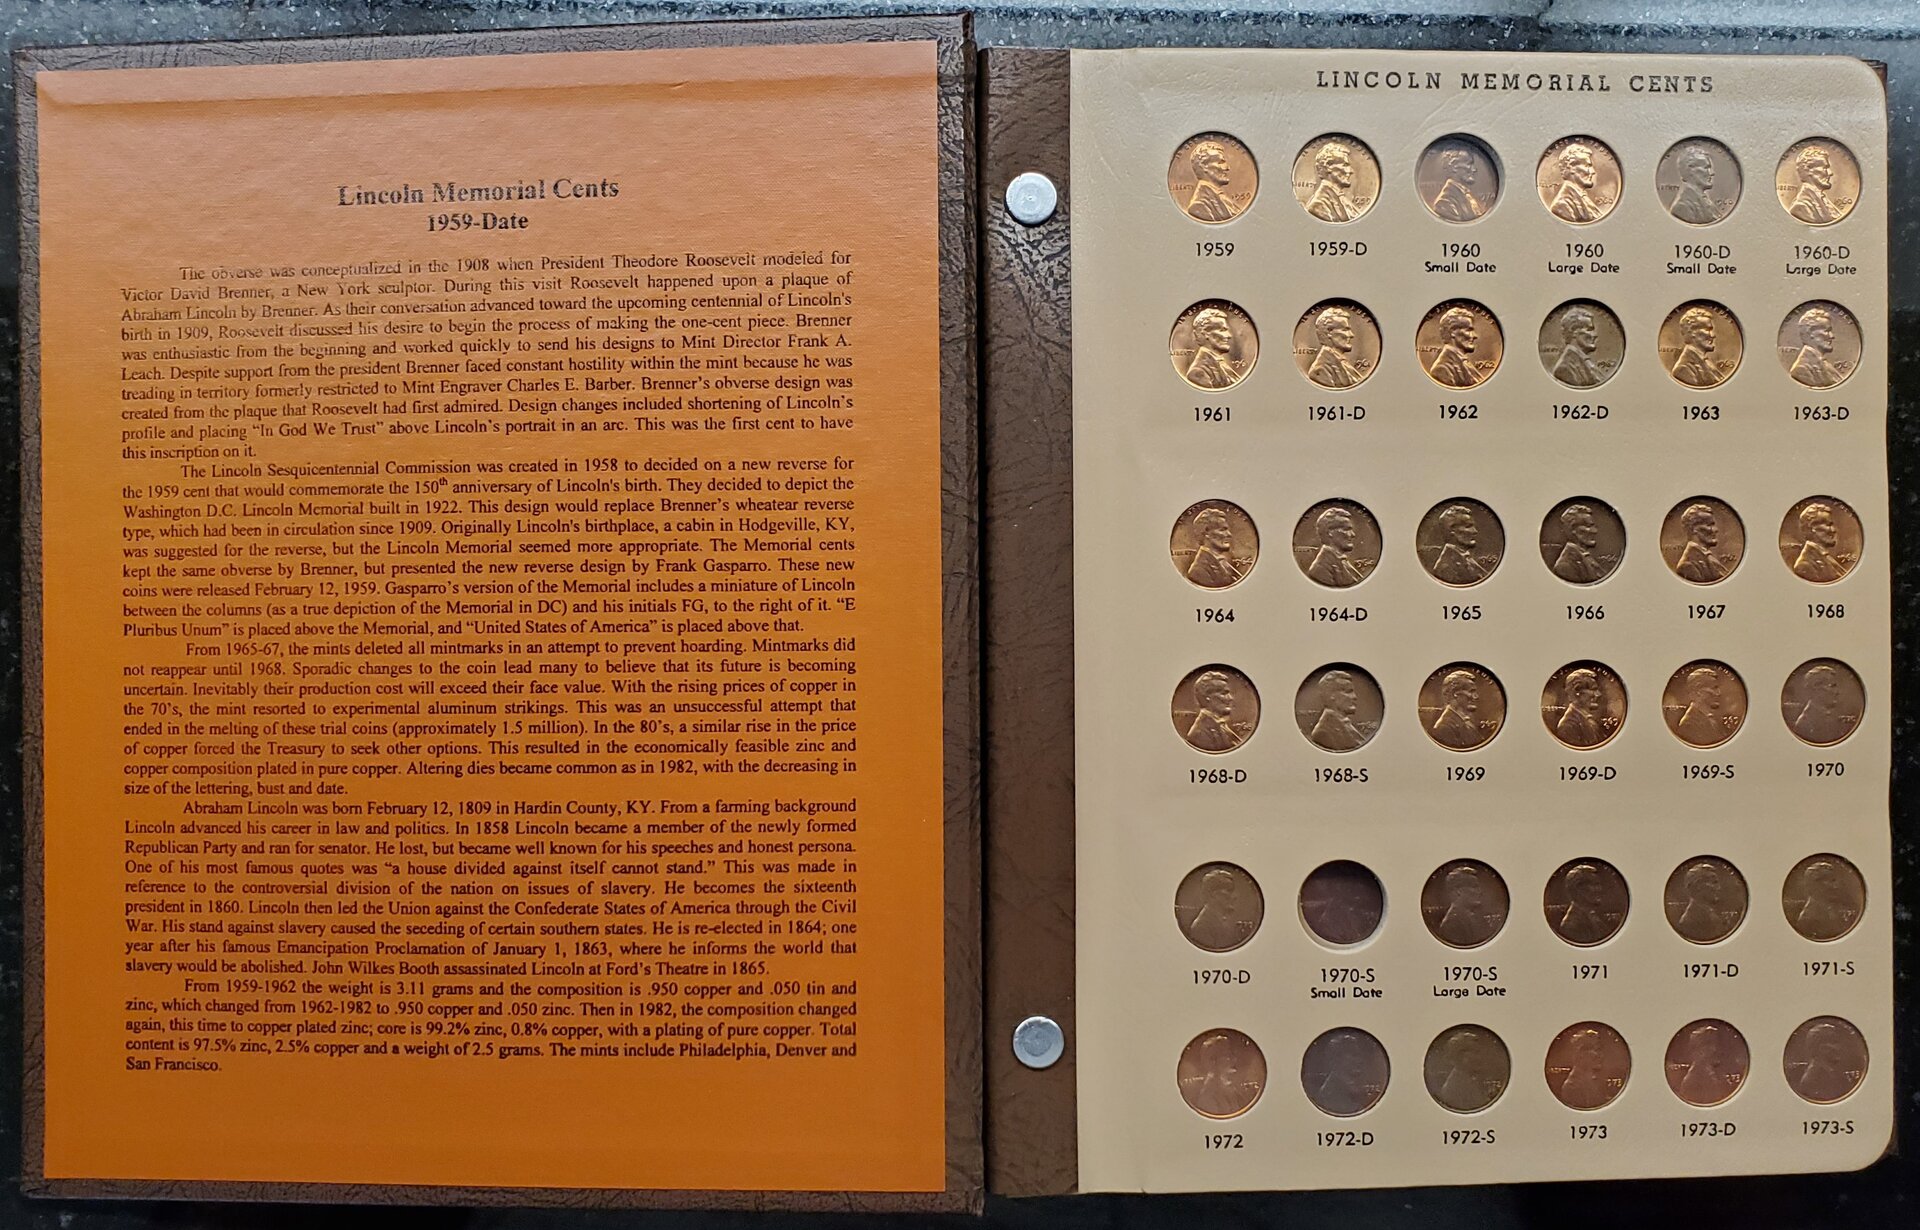 Lincoln Memorial Cents
1959-Date
The obverse was conceptualized in the 1908 when President Theodore Roosevelt modeled for
Victor David Brenner, a New York sculptor. During this visit Roosevelt happened upon a plaque of
Abraham Lincoln by Brenner. As their conversation advanced toward the upcoming centennial of Lincoln's
birth in 1909, Roosevelt discussed his desire to begin the process of making the one-cent piece. Brenner
was enthusiastic from the beginning and worked quickly to send his designs to Mint Director Frank A.
Leach. Despite support from the president Brenner faced constant hostility within the mint because he was
treading in territory formerly restricted to Mint Engraver Charles E. Barber. Brenner's obverse design was
created from the plaque that Roosevelt had first admired. Design changes included shortening of Lincoln's
profile and placing “In God We Trust” above Lincoln's portrait in an arc. This was the first cent to have
this inscription on it.
The Lincoln Sesquicentennial Commission was created in 1958 to decided on a new reverse for
the 1959 cent that would commemorate the 150th anniversary of Lincoln's birth. They decided to depict the
Washington D.C. Lincoln Memorial built in 1922. This design would replace Brenner's wheatear reverse
type, which had been in circulation since 1909. Originally Lincoln's birthplace, a cabin in Hodgeville, KY,
was suggested for the reverse, but the Lincoln Memorial seemed more appropriate. The Memorial cents
kept the same obverse by Brenner, but presented the new reverse design by Frank Gasparro. These new
coins were released February 12, 1959. Gasparro's version of the Memorial includes a miniature of Lincoln
between the columns (as a true depiction of the Memorial in DC) and his initials FG, to the right of it. “E
Pluribus Unum” is placed above the Memorial, and “United States of America” is placed above that.
From 1965-67, the mints deleted all mintmarks in an attempt to prevent hoarding. Mintmarks did
not reappear until 1968. Sporadic changes to the coin lead many to believe that its future is becoming
uncertain. Inevitably their production cost will exceed their face value. With the rising prices of copper in
the 70's, the mint resorted to experimental aluminum strikings. This was an unsuccessful attempt that
ended in the melting of these trial coins (approximately 1.5 million). In the 80's, a similar rise in the price
of copper forced the Treasury to seek other options. This resulted in the economically feasible zinc and
copper composition plated in pure copper. Altering dies became common as in 1982, with the decreasing in
size of the lettering, bust and date.
Abraham Lincoln was born February 12, 1809 in Hardin County, KY. From a farming background
Lincoln advanced his career in law and politics. In 1858 Lincoln became a member of the newly formed
Republican Party and ran for senator. He lost, but became well known for his speeches and honest persona.
One of his most famous quotes was “a house divided against itself cannot stand.” This was made in
reference to the controversial division of the nation on issues of slavery. He becomes the sixteenth
president in 1860. Lincoln then led the Union against the Confederate States of America through the Civil
War. His stand against slavery caused the seceding of certain southern states. He is re-elected in 1864; one
year after his famous Emancipation Proclamation of January 1, 1863, where he informs the world that
slavery would be abolished. John Wilkes Booth assassinated Lincoln at Ford's Theatre in 1865.
From 1959-1962 the weight is 3.11 grams and the composition is .950 copper and .050 tin and
zinc, which changed from 1962-1982 to .950 copper and .050 zinc. Then in 1982, the composition changed
again, this time to copper plated zinc; core is 99.2% zinc, 0.8% copper, with a plating of pure copper. Total
content is 97.5% zinc, 2.5% copper and a weight of 2.5 grams. The mints include Philadelphia, Denver and
San Francisco.
LINCOLN MEMORIAL CENTS
1959 1959-D 1960 1960 1960-D 1960-D
Small Date Large Date Small Date Large Date
1961 1961-D 1962 1962-D 1963 1963-D
1964 1964-D 1965 1966 1967 1968
1968-D 1968-S 1969 1969-D 1969-S 1970
1970-D 1970-S 1970-S 1971 1971-D 1971-S
Small Date Large Date
1972 1972-D 1972-S 1973 1973-D 1973-S